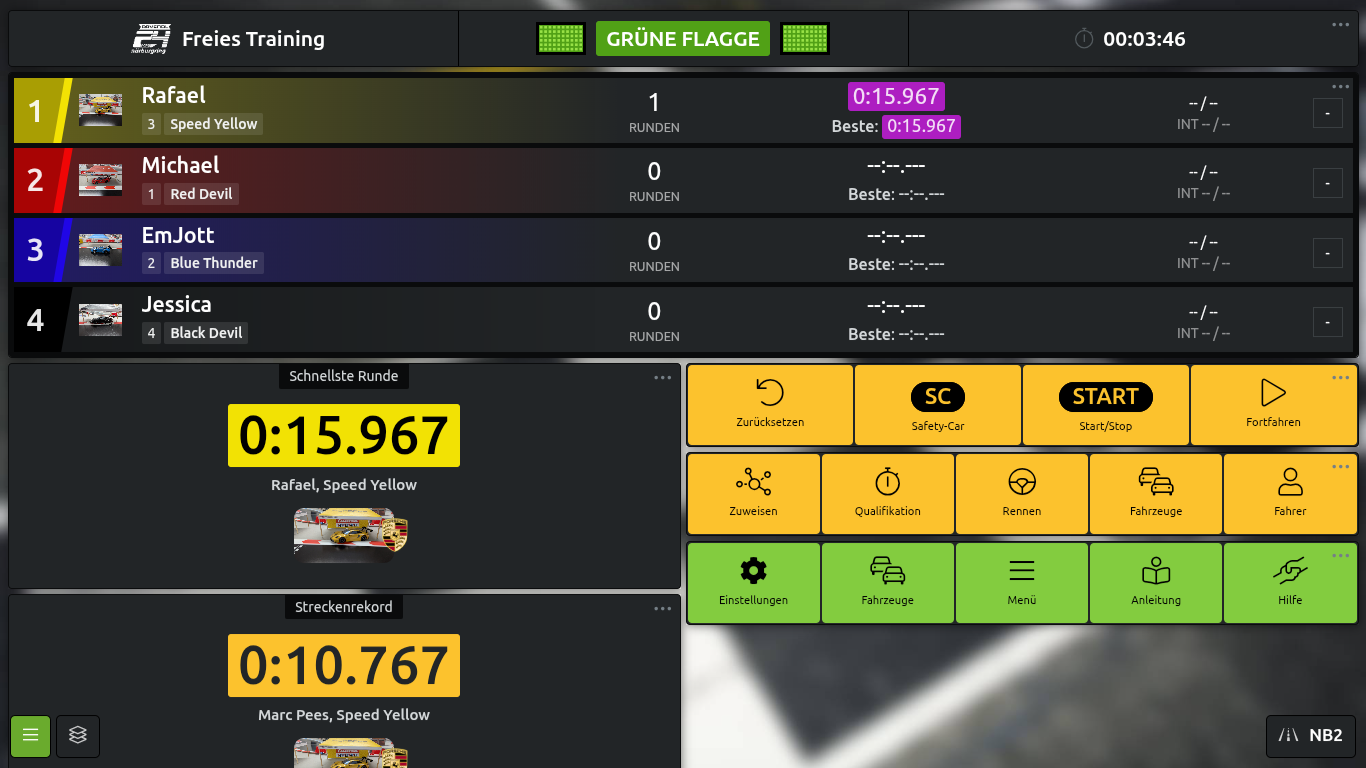 RAVENOL
24h
nürburgring
Freies Training
GRÜNE FLAGGE
00:03:46
1
Rafael
3 Speed Yellow
1
RUNDEN
0:15.967
Beste: 0:15.967
-- / --
INT -- / --
-
2
Michael
1 Red Devil
0
RUNDEN
--:--.---
Beste: --:--.---
-- / --
INT -- / --
-
3
EmJott
2 Blue Thunder
0
RUNDEN
--:--.---
Beste: --:--.---
-- / --
INT -- / --
-
4
Jessica
4 Black Devil
0
RUNDEN
--:--.---
Beste: --:--.---
-- / --
INT -- / --
-
Schnellste Runde
0:15.967
Rafael, Speed Yellow
Streckenrekord
0:10.767
Marc Pees, Speed Yellow
Zurücksetzen
SC
Safety-Car
START
Start/Stop
Fortfahren
Zuweisen
Qualifikation
Rennen
Fahrzeuge
Fahrer
Einstellungen
Fahrzeuge
Menü
Anleitung
Hilfe
NB2